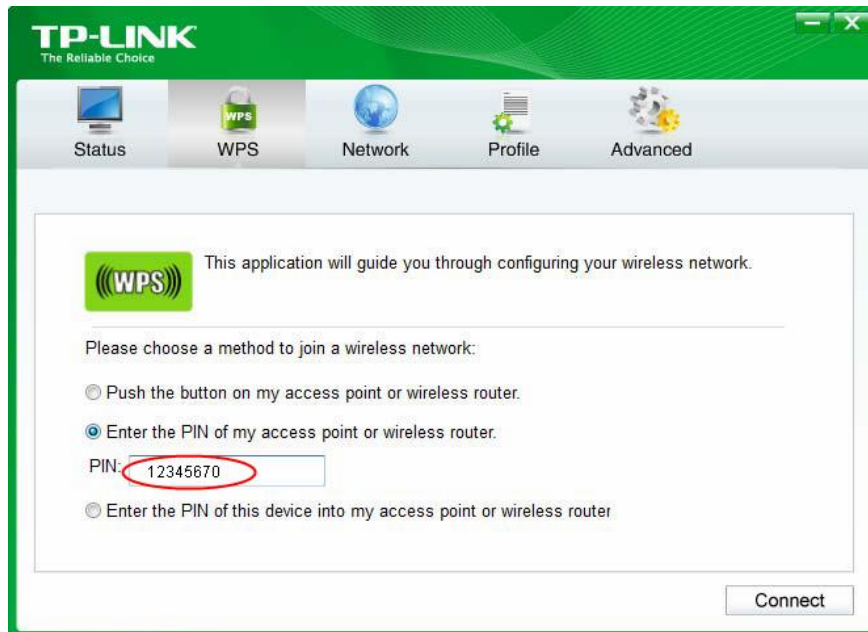 TP-LINK
The Reliable Choice
Status WPS Network Profile Advanced
WPS
(((WPS)))
This application will guide you through configuring your wireless network.
Please choose a method to join a wireless network:
Push the button on my access point or wireless router.
Enter the PIN of my access point or wireless router.
PIN: 12345670
Enter the PIN of this device into my access point or wireless router
Connect